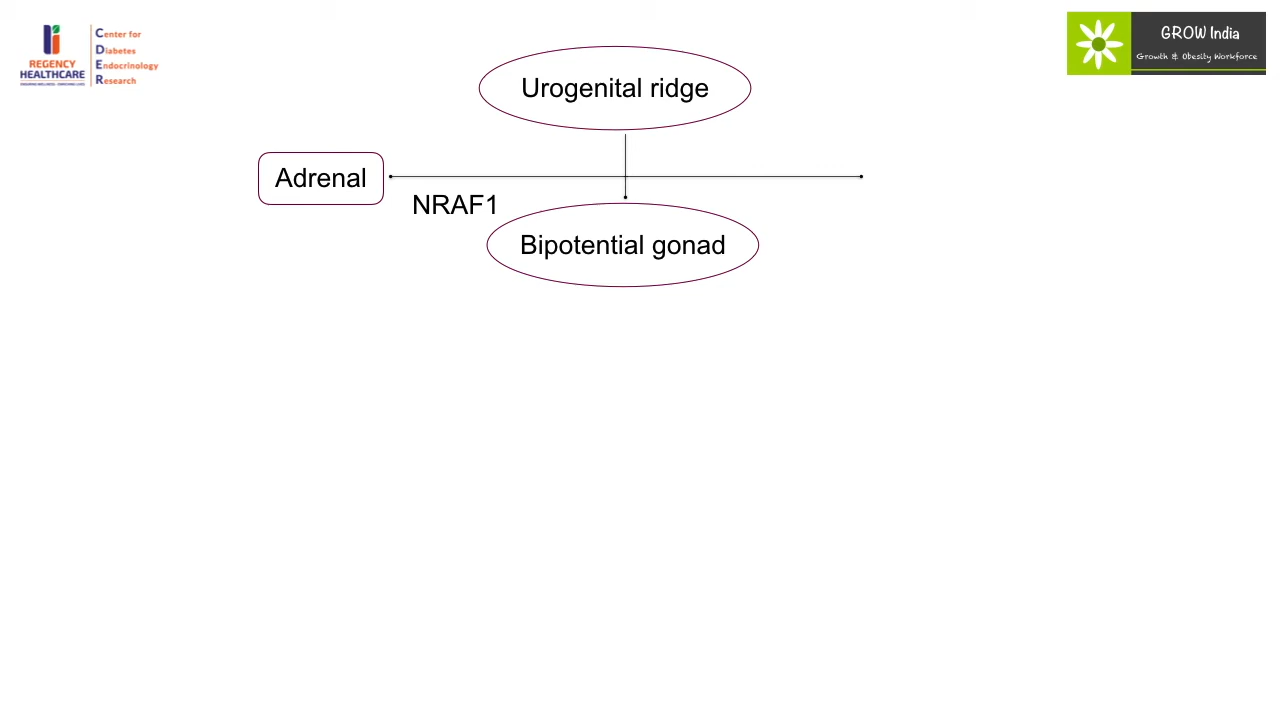 REGENCY
HEALTHCARE
Center for
Diabetes
Endocrinology
Research
GROW India
Growth & Obesity Workforce
Urogenital ridge
Adrenal
NRAF1
Bipotential gonad